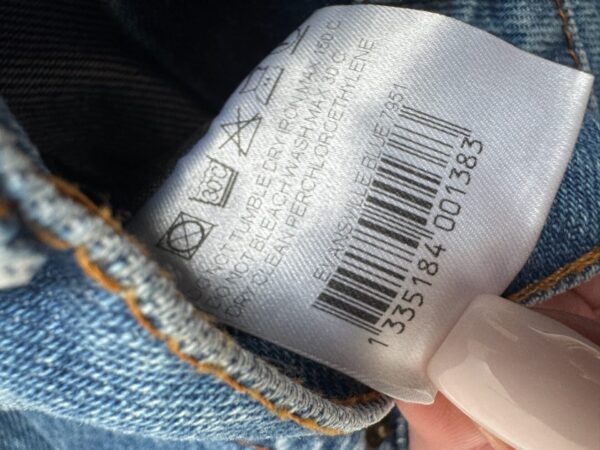 30°C
DO NOT TUMBLE DRY, IRON MAX 150 C,
DO NOT BLEACH WASH MAX 30 C,
DRY CLEAN PERCHLOROETHYLENE
EVANSVILLE BLUE 7951
1 335184 001383